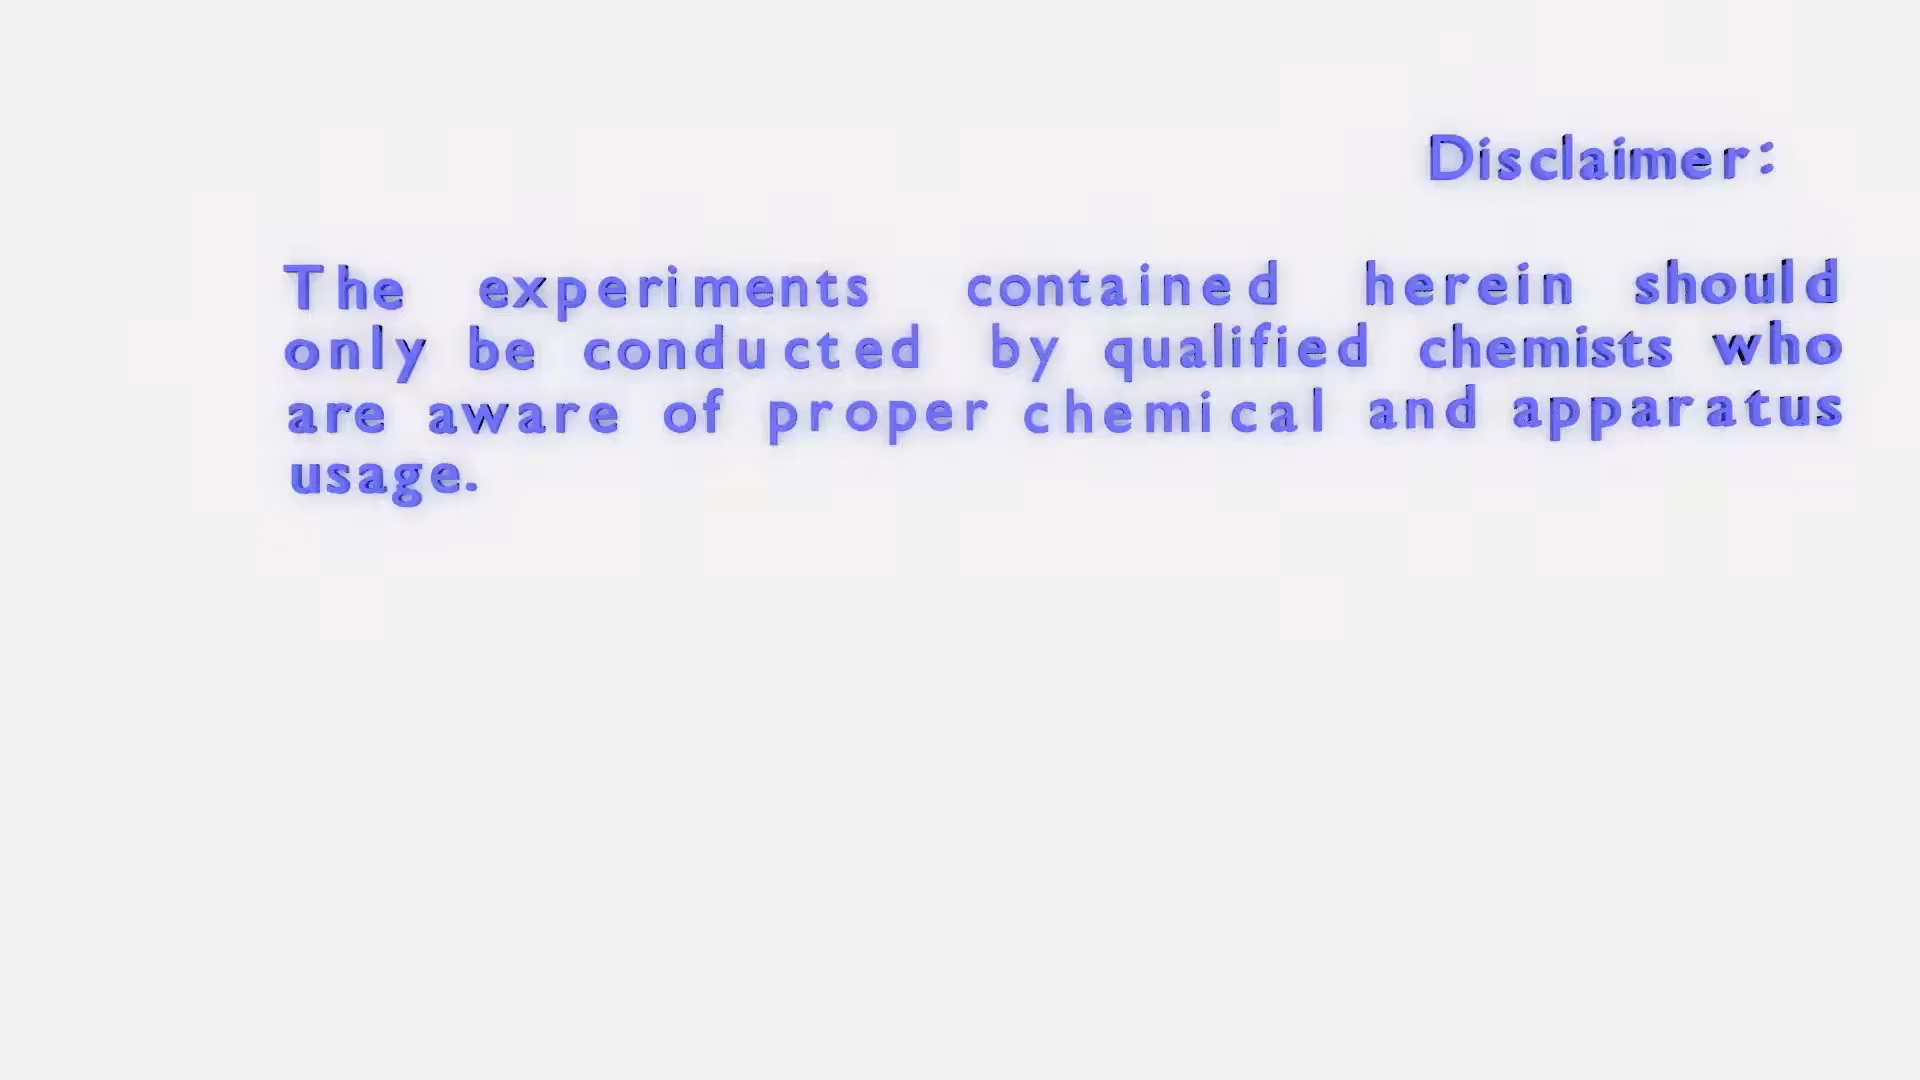 Disclaimer:
The experiments contained herein should
only be conducted by qualified chemists who
are aware of proper chemical and apparatus
usage.